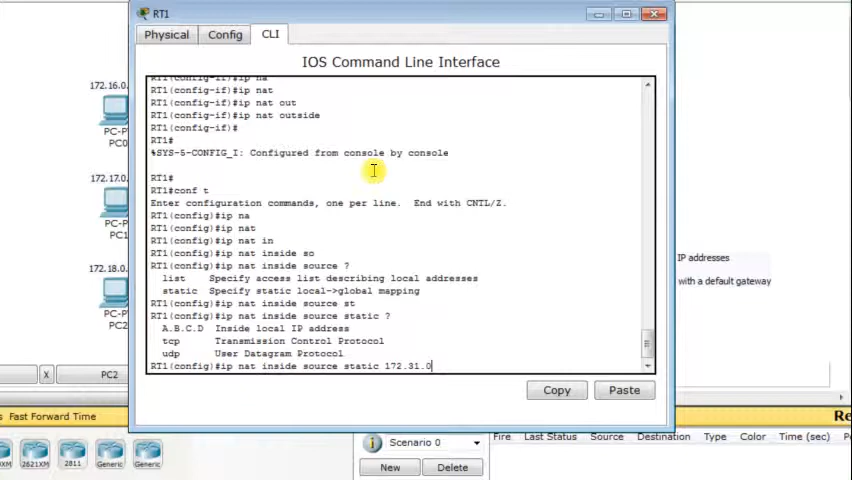 RT1
Physical
Config
CLI
IOS Command Line Interface
RT1(config-if)#ip na
RT1(config-if)#ip nat
RT1(config-if)#ip nat out
RT1(config-if)#ip nat outside
RT1(config-if)#
RT1#
%SYS-5-CONFIG_I: Configured from console by console
RT1#
RT1#conf t
Enter configuration commands, one per line.  End with CNTL/Z.
RT1(config)#ip na
RT1(config)#ip nat
RT1(config)#ip nat in
RT1(config)#ip nat inside so
RT1(config)#ip nat inside source ?
list    Specify access list describing local addresses
static  Specify static local->global mapping
RT1(config)#ip nat inside source st
RT1(config)#ip nat inside source static ?
A.B.C.D  Inside local IP address
tcp      Transmission Control Protocol
udp      User Datagram Protocol
RT1(config)#ip nat inside source static 172.31.0
Copy
Paste
172.16.0.
PC-P
PC0
172.17.0.
PC-P
PC1
172.18.0.
PC-P
PC2
IP addresses
with a default gateway
X
PC2
s Fast Forward Time
Re
0XM
2621XM
2811
Generic
Generic
i
Scenario 0
New
Delete
Fire
Last Status
Source
Destination
Type
Color
Time (sec)